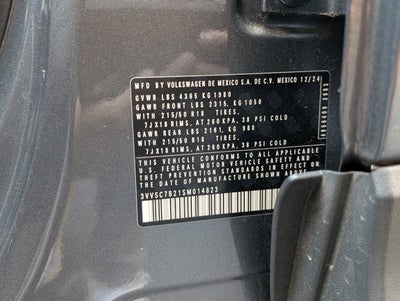 MFD BY VOLKSWAGEN DE MEXICO S.A. DE C.V. MEXICO 12/24
GVWR LBS 4365 KG 1980
GAWR FRONT LBS 2315, KG 1050
WITH 215/50 R18 TIRES.
7JX18 RIMS, AT 260KPA, 38 PSI COLD
GAWR REAR LBS 2161, KG 980
WITH 215/50 R18 TIRES.
7JX18 RIMS, AT 260KPA, 38 PSI COLD
THIS VEHICLE CONFORMS TO ALL APPLICABLE
U.S. FEDERAL MOTOR VEHICLE SAFETY
STANDARDS IN EFFECT ON THE DATE OF
MANUFACTURE SHOWN ABOVE
3VVSC7B21SM014823